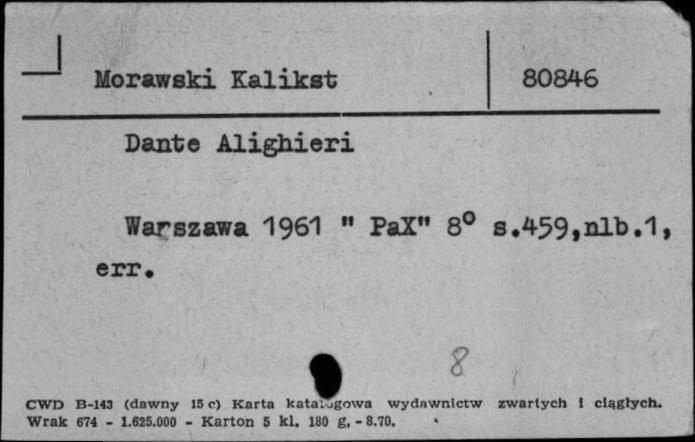 Morawski Kalikst 80846
Dante Alighieri
Warszawa 1961 " PaX" 8° s.459,nlb.1,
err.
8
CWD B-143 (dawny 15 c) Karta katalogowa wydawnictw zwartych i ciągłych.
Wrak 674 - 1.625.000 - Karton 5 kl. 180 g. - 8.70.